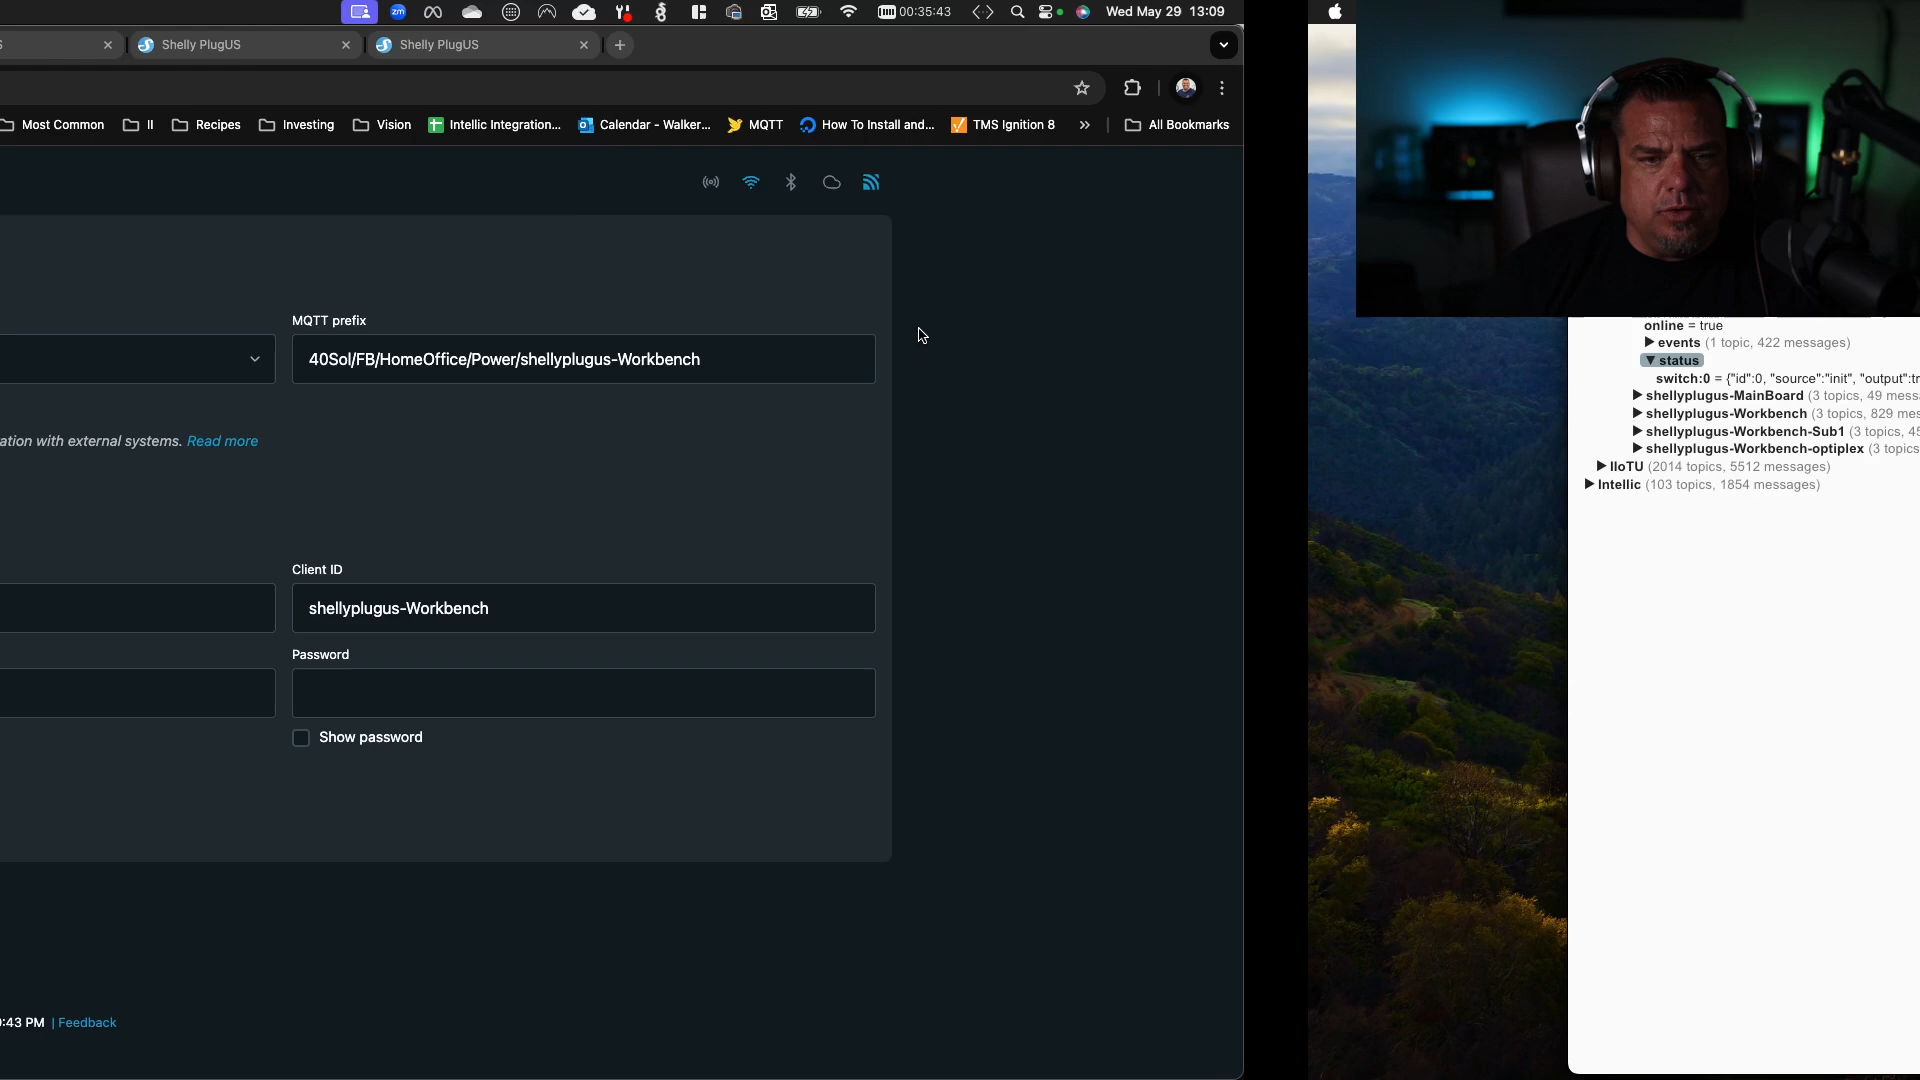 zm
00:35:43
Wed May 29 13:09
Shelly PlugUS
Shelly PlugUS
Most Common
II
Recipes
Investing
Vision
Intellic Integration...
Calendar - Walker...
MQTT
How To Install and...
TMS Ignition 8
All Bookmarks
MQTT prefix
40Sol/FB/HomeOffice/Power/shellyplugus-Workbench
ation with external systems. Read more
Client ID
shellyplugus-Workbench
Password
Show password
:43 PM | Feedback
online = true
events (1 topic, 422 messages)
status
switch:0 = {"id":0, "source":"init", "output":tr
shellyplugus-MainBoard (3 topics, 49 mess
shellyplugus-Workbench (3 topics, 829 mes
shellyplugus-Workbench-Sub1 (3 topics, 45
shellyplugus-Workbench-optiplex (3 topics
IIoTU (2014 topics, 5512 messages)
Intellic (103 topics, 1854 messages)